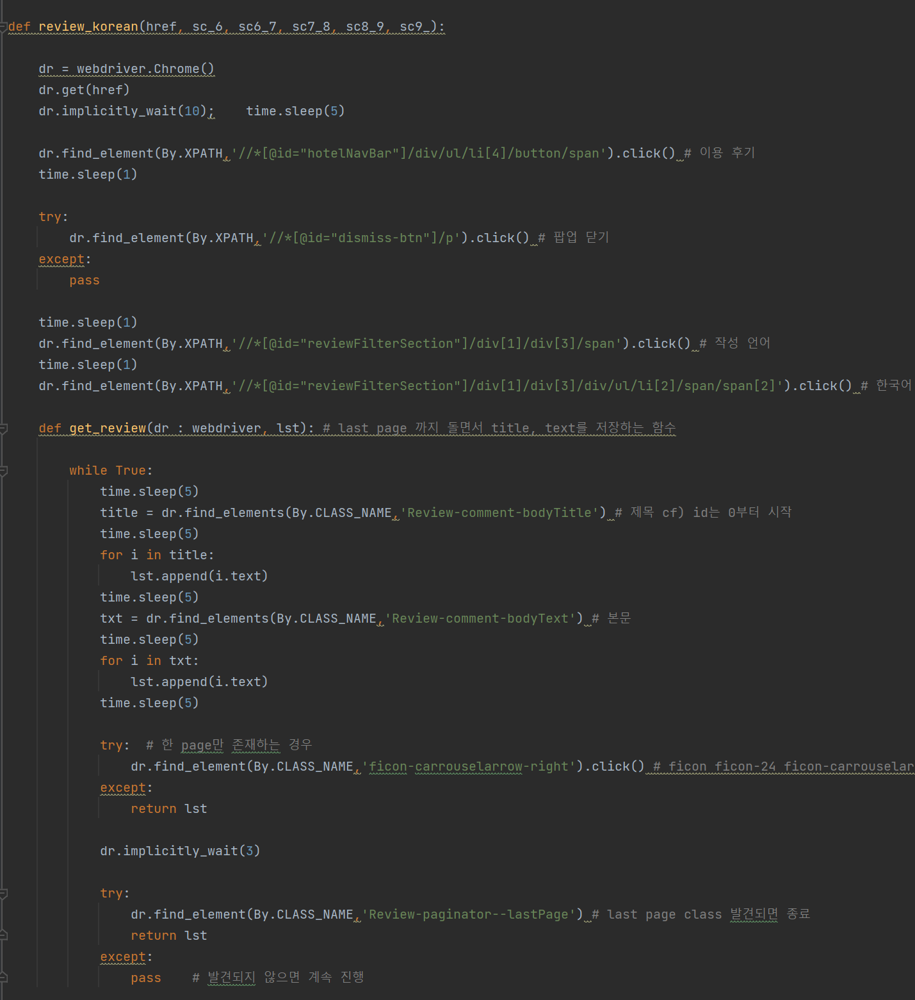 def review_korean(href, sc_6, sc6_7, sc7_8, sc8_9, sc9_):
dr = webdriver.Chrome()
dr.get(href)
dr.implicitly_wait(10);    time.sleep(5)
dr.find_element(By.XPATH,'//*[@id="hotelNavBar"]/div/ul/li[4]/button/span').click() # 이용 후기
time.sleep(1)
try:
dr.find_element(By.XPATH,'//*[@id="dismiss-btn"]/p').click() # 팝업 닫기
except:
pass
time.sleep(1)
dr.find_element(By.XPATH,'//*[@id="reviewFilterSection"]/div[1]/div[3]/span').click() # 작성 언어
time.sleep(1)
dr.find_element(By.XPATH,'//*[@id="reviewFilterSection"]/div[1]/div[3]/div/ul/li[2]/span/span[2]').click() # 한국어
def get_review(dr : webdriver, lst): # last page 까지 돌면서 title, text를 저장하는 함수
while True:
time.sleep(5)
title = dr.find_elements(By.CLASS_NAME,'Review-comment-bodyTitle') # 제목 cf) id는 0부터 시작
time.sleep(5)
for i in title:
lst.append(i.text)
time.sleep(5)
txt = dr.find_elements(By.CLASS_NAME,'Review-comment-bodyText') # 본문
time.sleep(5)
for i in txt:
lst.append(i.text)
time.sleep(5)
try:  # 한 page만 존재하는 경우
dr.find_element(By.CLASS_NAME,'ficon-carrouselarrow-right').click() # ficon ficon-24 ficon-carrouselar
except:
return lst
dr.implicitly_wait(3)
try:
dr.find_element(By.CLASS_NAME,'Review-paginator--lastPage') # last page class 발견되면 종료
return lst
except:
pass    # 발견되지 않으면 계속 진행